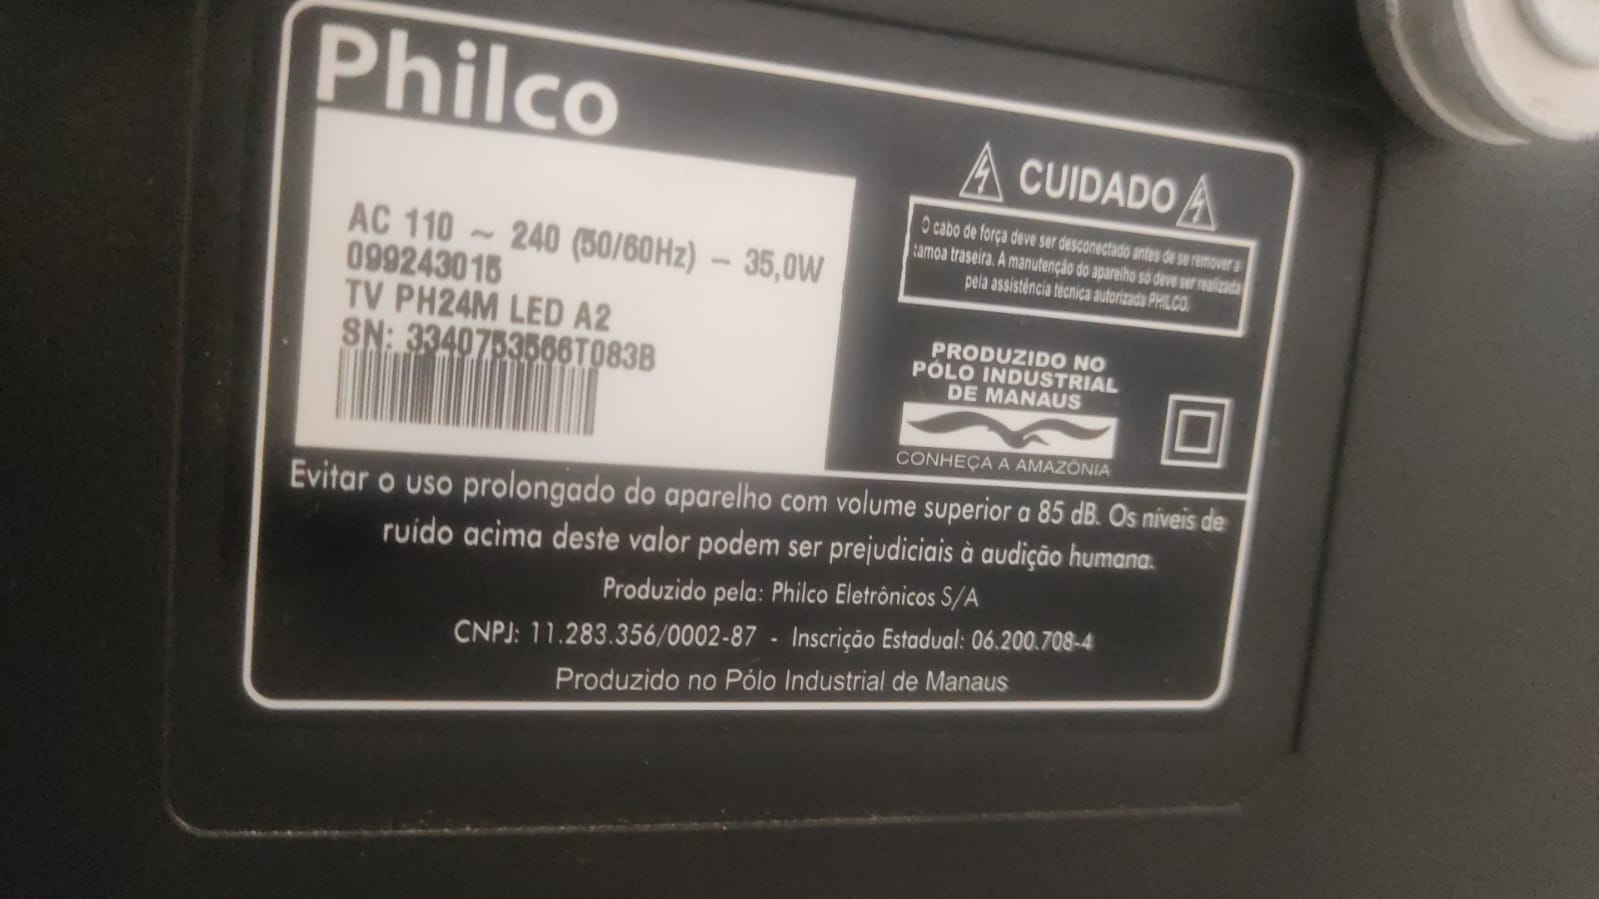 Philco
AC 110 ~ 240 (50/60Hz) – 35,0W
099243015
TV PH24M LED A2
SN: 3340753566T083B
CUIDADO
O cabo de força deve ser desconectado antes de se remover a
tamoa traseira. A manutenção do aparelho só deve ser realizada
pela assistência técnica autorizada PHILCO.
PRODUZIDO NO
PÓLO INDUSTRIAL
DE MANAUS
CONHEÇA A AMAZÔNIA
Evitar o uso prolongado do aparelho com volume superior a 85 dB. Os níveis de
ruído acima deste valor podem ser prejudiciais à audição humana.
Produzido pela: Philco Eletrônicos S/A
CNPJ: 11.283.356/0002-87 - Inscrição Estadual: 06.200.708-4
Produzido no Pólo Industrial de Manaus